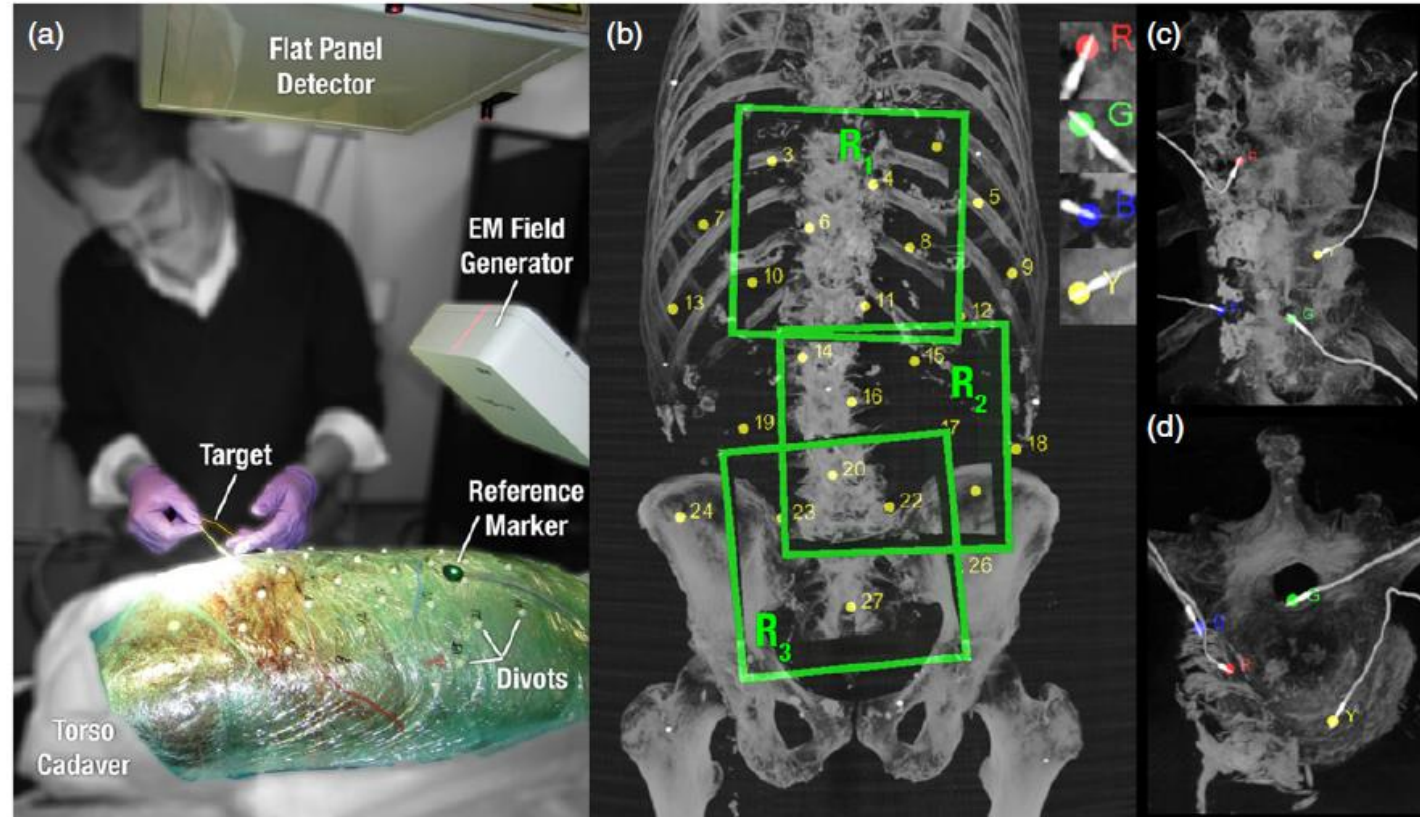 (a)
Flat Panel
Detector
EM Field
Generator
Target
Reference
Marker
Divots
Torso
Cadaver
(b)
R
G
B
Y
R1
3
4
5
6
7
8
9
10
11
12
13
14
15
R2
16
17
18
19
20
22
23
24
26
27
R3
(c)
R
G
(d)
G
R
Y